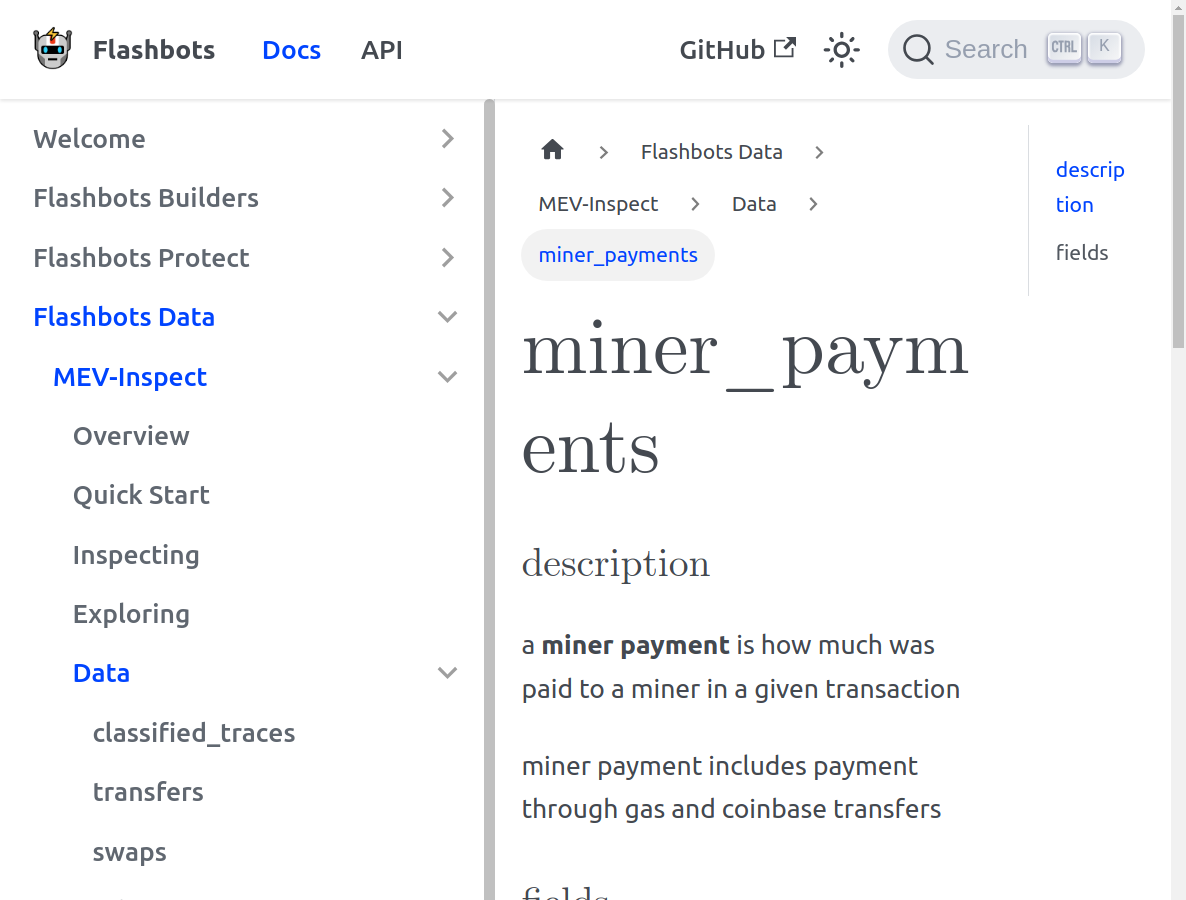 Flashbots
Docs
API
GitHub
Search
CTRL
K
Welcome
Flashbots Builders
Flashbots Protect
Flashbots Data
MEV-Inspect
Overview
Quick Start
Inspecting
Exploring
Data
classified_traces
transfers
swaps
Flashbots Data
MEV-Inspect
Data
miner_payments
miner_paym
ents
description
a miner payment is how much was
paid to a miner in a given transaction
miner payment includes payment
through gas and coinbase transfers
fields
descrip
tion
fields